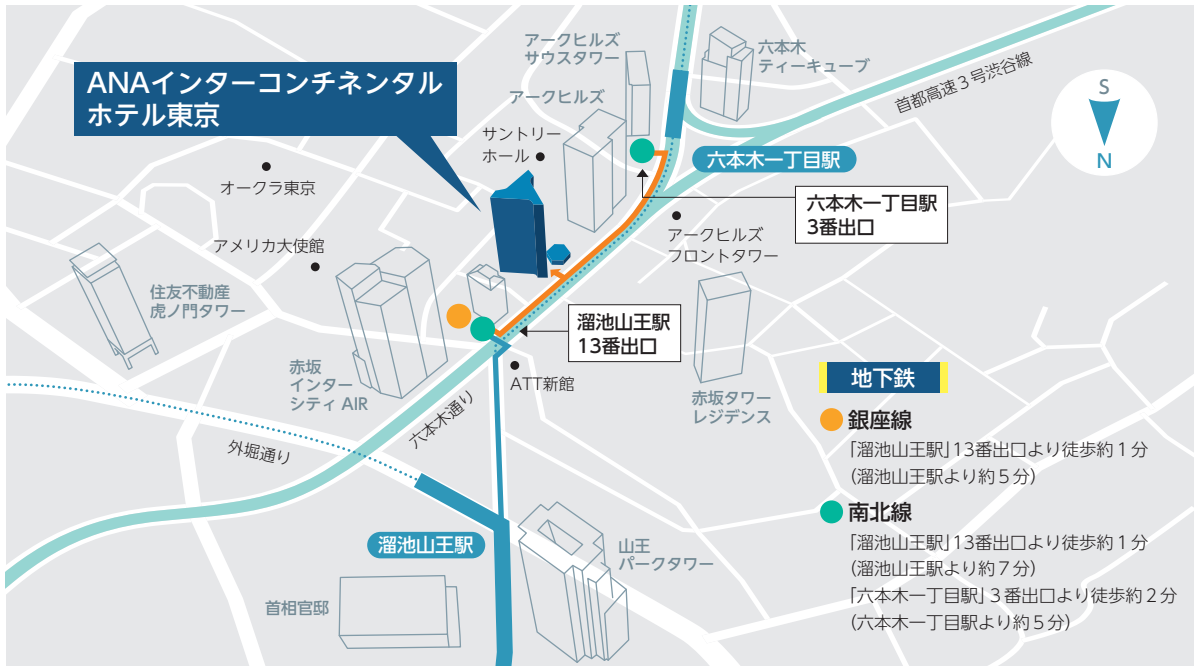 ANAインターコンチネンタル
ホテル東京
アークヒルズ
サウスタワー
六本木
ティーキューブ
首都高速3号渋谷線
S
N
アークヒルズ
サントリー
ホール
六本木一丁目駅
オークラ東京
六本木一丁目駅
3番出口
アークヒルズ
フロントタワー
アメリカ大使館
住友不動産
虎ノ門タワー
溜池山王駅
13番出口
赤坂
インター
シティ AIR
ATT新館
赤坂タワー
レジデンス
六本木通り
外堀通り
溜池山王駅
山王
パークタワー
首相官邸
地下鉄
銀座線
「溜池山王駅」13番出口より徒歩約1分
(溜池山王駅より約5分)
南北線
「溜池山王駅」13番出口より徒歩約1分
(溜池山王駅より約7分)
「六本木一丁目駅」3番出口より徒歩約2分
(六本木一丁目駅より約5分)